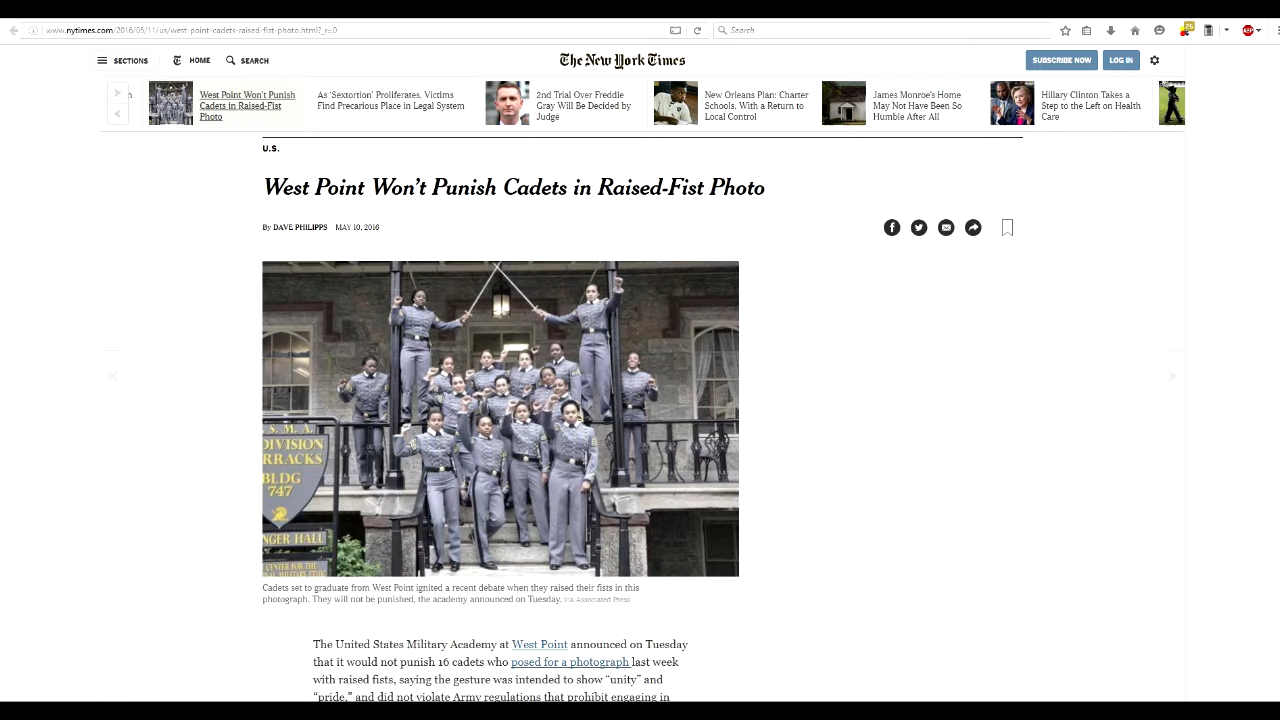 www.nytimes.com/2016/05/11/us/west-point-cadets-raised-fist-photo.html?_r=0
Search
26
ABP
SECTIONS
HOME
SEARCH
The New York Times
SUBSCRIBE NOW
LOG IN
n
West Point Won't Punish
Cadets in Raised-Fist
Photo
As 'Sextortion' Proliferates, Victims
Find Precarious Place in Legal System
2nd Trial Over Freddie
Gray Will Be Decided by
Judge
New Orleans Plan: Charter
Schools, With a Return to
Local Control
James Monroe's Home
May Not Have Been So
Humble After All
Hillary Clinton Takes a
Step to the Left on Health
Care
U.S.
West Point Won't Punish Cadets in Raised-Fist Photo
By DAVE PHILIPPS MAY 10, 2016
S. M. A.
DIVISION
RRACKS
BLDG
747
NGER HALL
CENTER FOR THE
Cadets set to graduate from West Point ignited a recent debate when they raised their fists in this
photograph. They will not be punished, the academy announced on Tuesday. via Associated Press
The United States Military Academy at West Point announced on Tuesday
that it would not punish 16 cadets who posed for a photograph last week
with raised fists, saying the gesture was intended to show “unity” and
“pride,” and did not violate Army regulations that prohibit engaging in